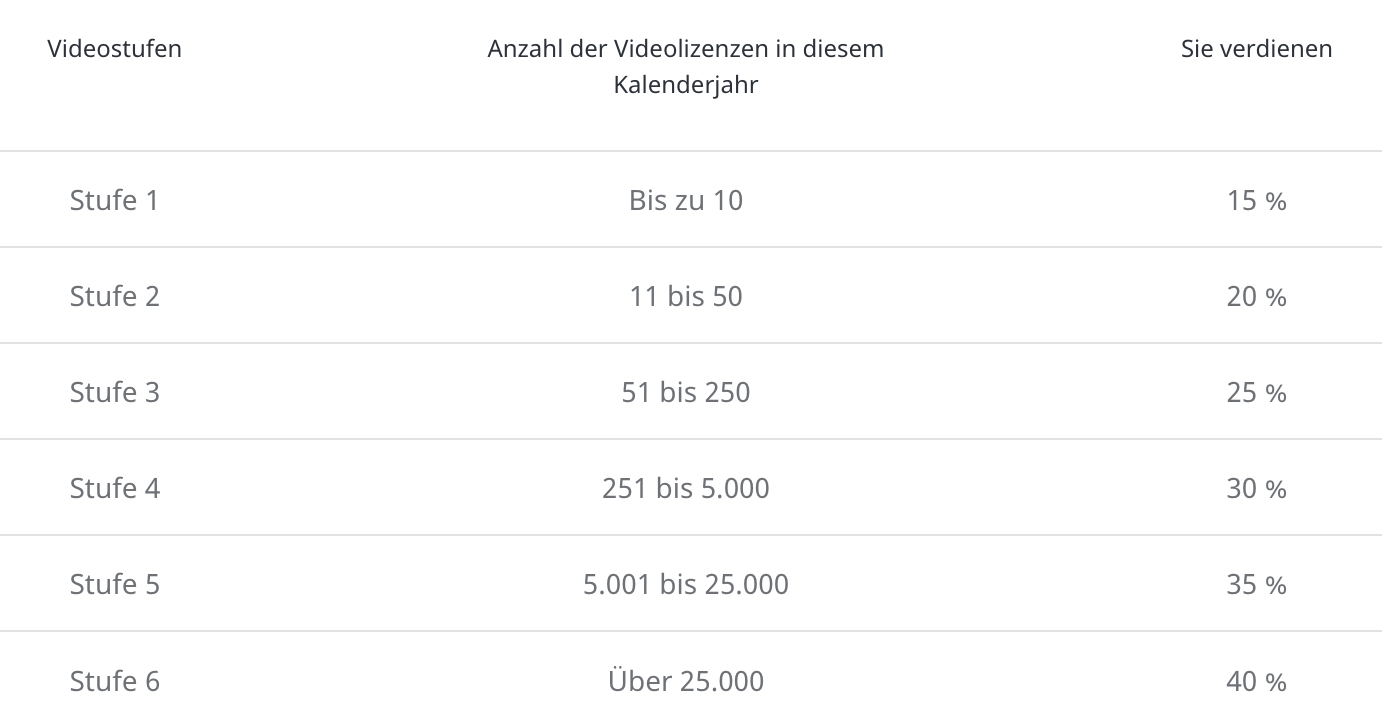 Videostufen Anzahl der Videolizenzen in diesem Sie verdienen
Kalenderjahr
Stufe 1 Bis zu 10 15 %
Stufe 2 11 bis 50 20 %
Stufe 3 51 bis 250 25 %
Stufe 4 251 bis 5.000 30 %
Stufe 5 5.001 bis 25.000 35 %
Stufe 6 Über 25.000 40 %